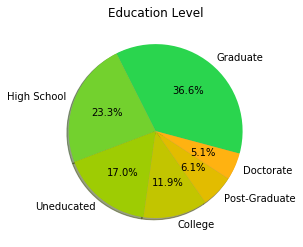 Education Level
Graduate
36.6%
High School
23.3%
Uneducated
17.0%
College
11.9%
Post-Graduate
6.1%
Doctorate
5.1%